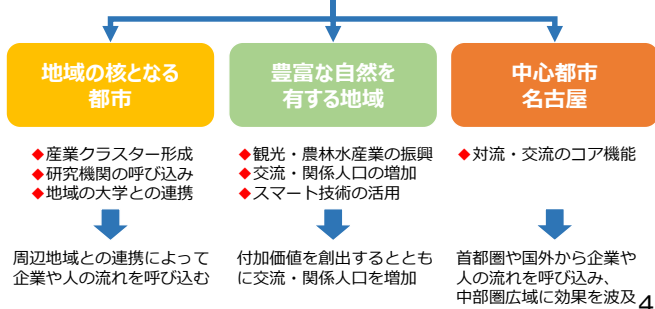 地域の核となる
都市
◆産業クラスター形成
◆研究機関の呼び込み
◆地域の大学との連携
周辺地域との連携によって
企業や人の流れを呼び込む
豊富な自然を
有する地域
◆観光・農林水産業の振興
◆交流・関係人口の増加
◆スマート技術の活用
付加価値を創出するととも
に交流・関係人口を増加
中心都市
名古屋
◆対流・交流のコア機能
首都圏や国外から企業や
人の流れを呼び込み、
中部圏広域に効果を波及
4